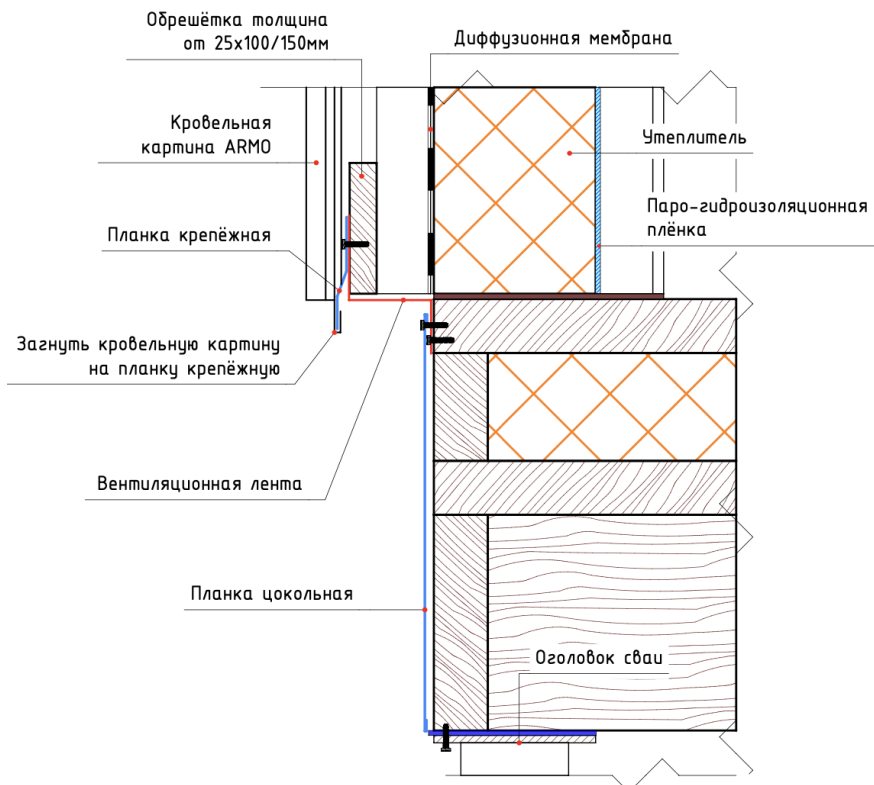 Обрешётка толщина
от 25х100/150мм
Диффузионная мембрана
Кровельная
картина ARMO
Утеплитель
Паро-гидроизоляционная
плёнка
Планка крепёжная
Загнуть кровельную картину
на планку крепёжную
Вентиляционная лента
Планка цокольная
Оголовок сваи